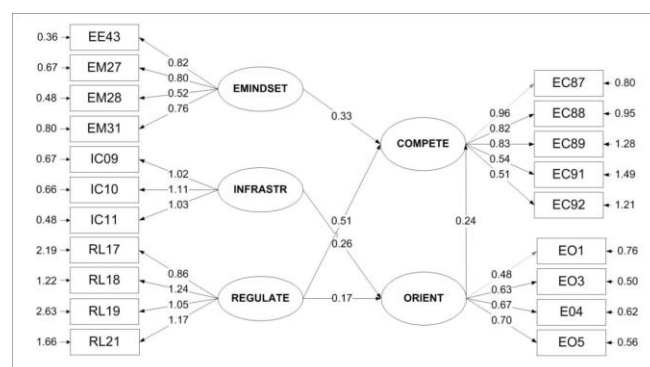 0.36 EE43
0.67 EM27
0.48 EM28
0.80 EM31
0.67 IC09
0.66 IC10
0.48 IC11
2.19 RL17
1.22 RL18
2.63 RL19
1.66 RL21
0.82
0.80
0.52
0.76
1.02
1.11
1.03
0.86
1.24
1.05
1.17
EMINDSET
INFRASTR
REGULATE
0.33
0.51
0.26
0.17
COMPETE
0.24
ORIENT
0.96
0.82
0.83
0.54
0.51
0.48
0.63
0.67
0.70
EC87 0.80
EC88 0.95
EC89 1.28
EC91 1.49
EC92 1.21
EO1 0.76
EO3 0.50
E04 0.62
EO5 0.56